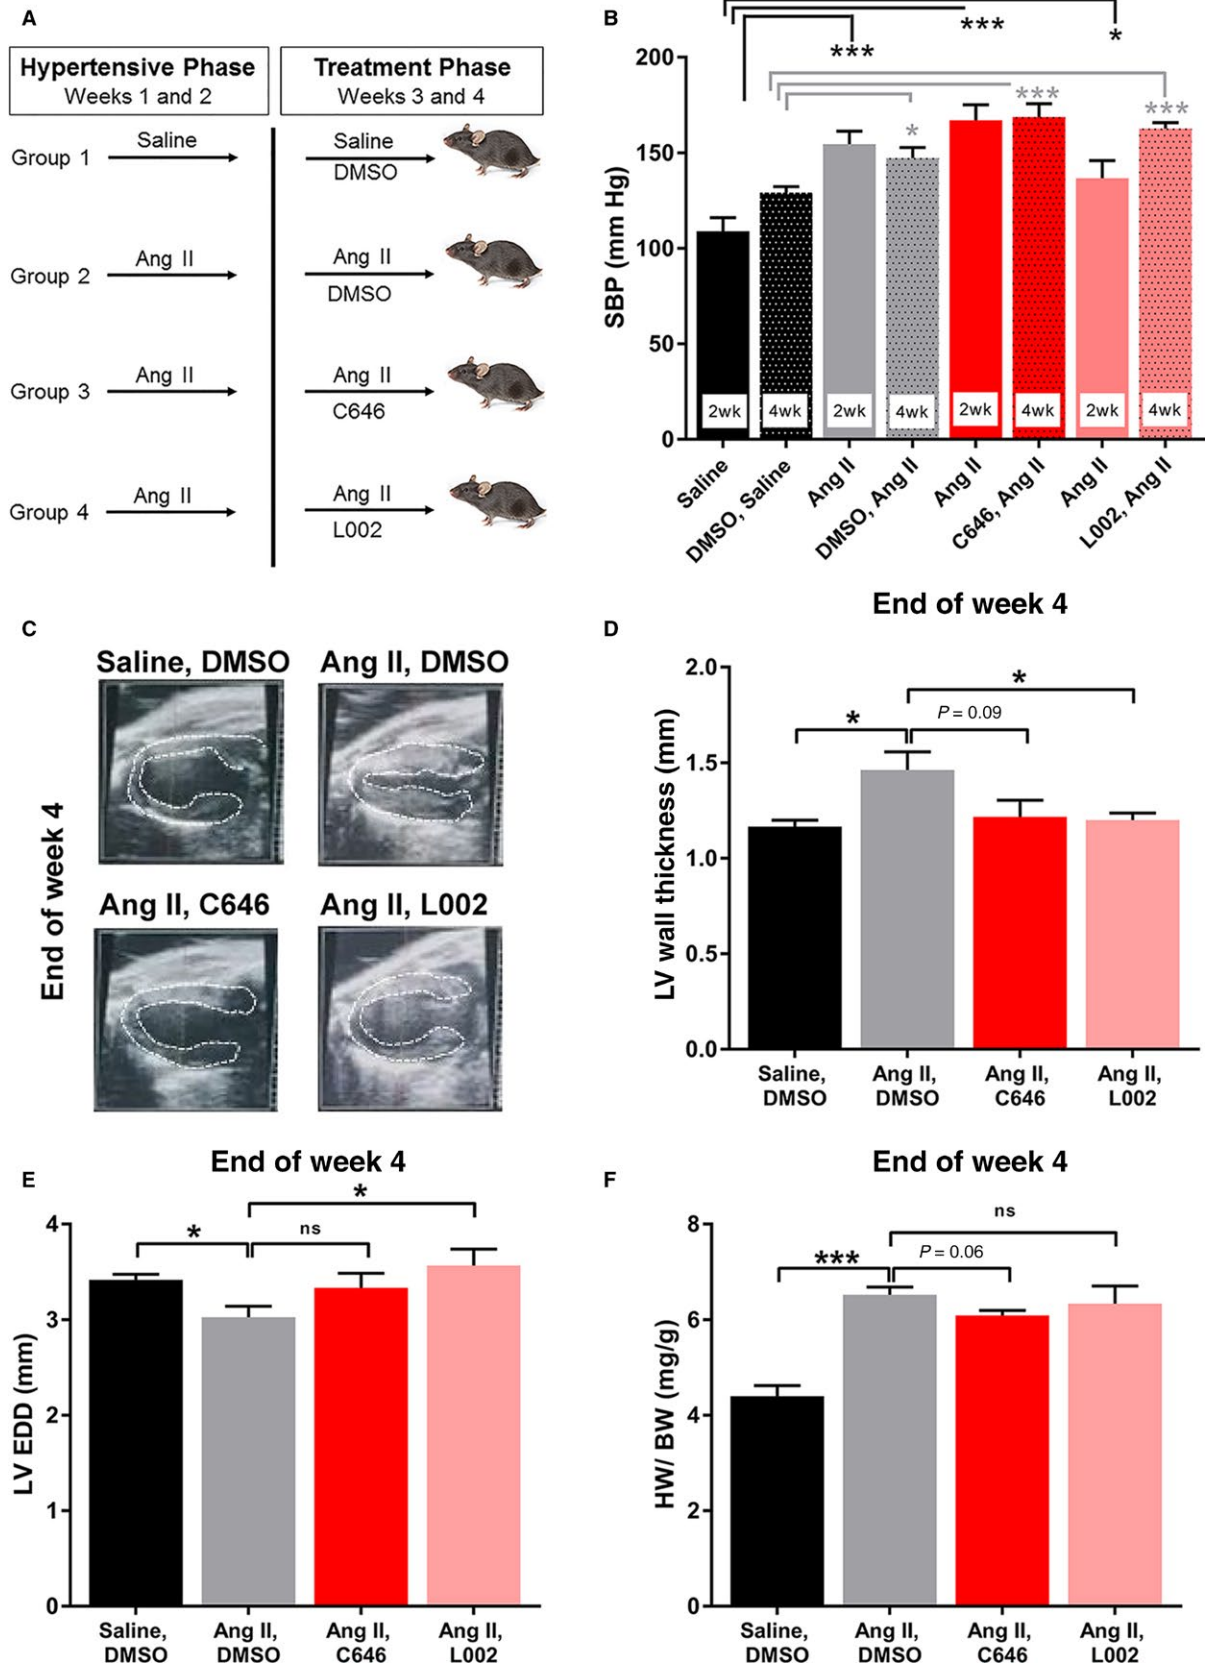 A
Hypertensive Phase
Weeks 1 and 2
Treatment Phase
Weeks 3 and 4
Group 1
Saline
Saline
DMSO
Group 2
Ang II
Ang II
DMSO
Group 3
Ang II
Ang II
C646
Group 4
Ang II
Ang II
L002
B
***
***
*
*
***
***
SBP (mm Hg)
200
150
100
50
0
2wk
4wk
2wk
4wk
2wk
4wk
2wk
4wk
Saline
DMSO, Saline
Ang II
DMSO, Ang II
Ang II
C646, Ang II
Ang II
L002, Ang II
C
End of week 4
Saline, DMSO
Ang II, DMSO
Ang II, C646
Ang II, L002
D
End of week 4
LV wall thickness (mm)
2.0
1.5
1.0
0.5
0.0
*
*
P = 0.09
Saline,
DMSO
Ang II,
DMSO
Ang II,
C646
Ang II,
L002
E
End of week 4
LV EDD (mm)
4
3
2
1
0
*
*
ns
Saline,
DMSO
Ang II,
DMSO
Ang II,
C646
Ang II,
L002
F
End of week 4
HW/ BW (mg/g)
8
6
4
2
0
ns
***
P = 0.06
Saline,
DMSO
Ang II,
DMSO
Ang II,
C646
Ang II,
L002